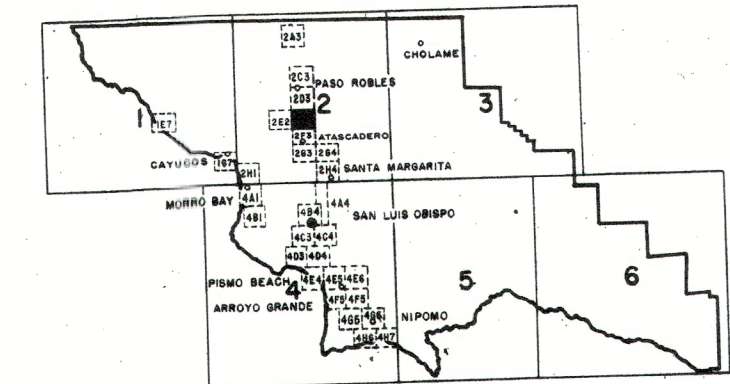 2A3
CHOLAME
2C3 PASO ROBLES
2D3 2 3
1 1E7 2E2
2F3 ATASCADERO
2G3 2G4
CAYUCOS 1G7 2H1 2H4 SANTA MARGARITA
MORRO BAY 4A1 4A4
4B1 4B4 SAN LUIS OBISPO
4C3 4C4
4D3 4D4
PISMO BEACH 4 4E4 4E5 4E6 5 6
ARROYO GRANDE 4F5 4F5
4G5 4G6 NIPOMO
4H6 4H7